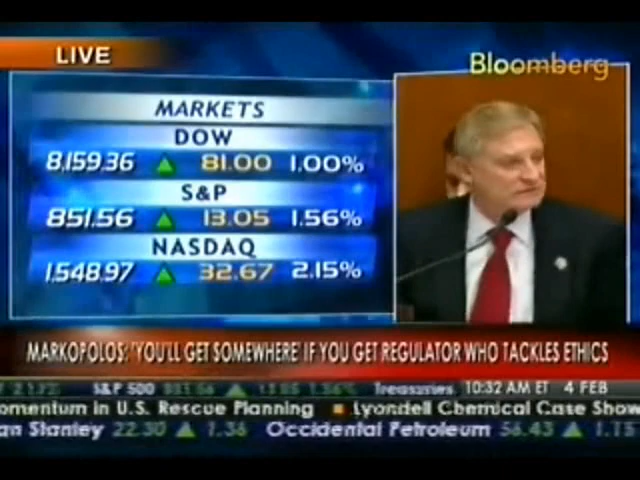 LIVE
Bloomberg
MARKETS
DOW
8,159.36 81.00 1.00%
S&P
851.56 13.05 1.56%
NASDAQ
1,548.97 32.67 2.15%
MARKOPOLOS: 'YOU'LL GET SOMEWHERE' IF YOU GET REGULATOR WHO TACKLES ETHICS
S&P 500 Treasuries 10:32 AM ET 4 FEB
omentum in U.S. Rescue Planning ■ Lyondell Chemical Case Show
an Stanley 22.30 1.36 Occidental Petroleum 56.43 1.15